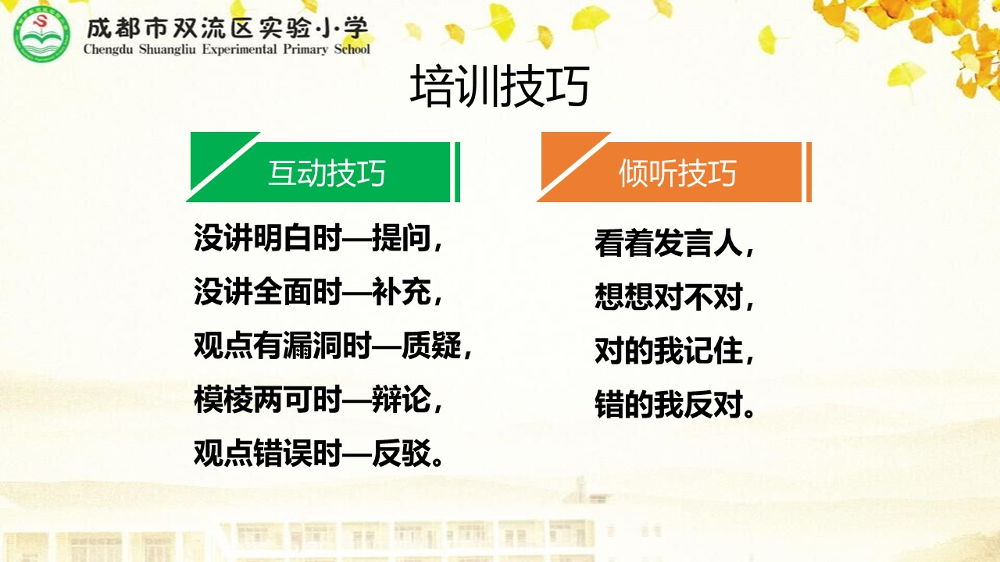 成都市双流区实验小学
Chengdu Shuangliu Experimental Primary School
培训技巧
互动技巧
没讲明白时—提问，
没讲全面时—补充，
观点有漏洞时—质疑，
模棱两可时—辩论，
观点错误时—反驳。
倾听技巧
看着发言人，
想想对不对，
对的我记住，
错的我反对。